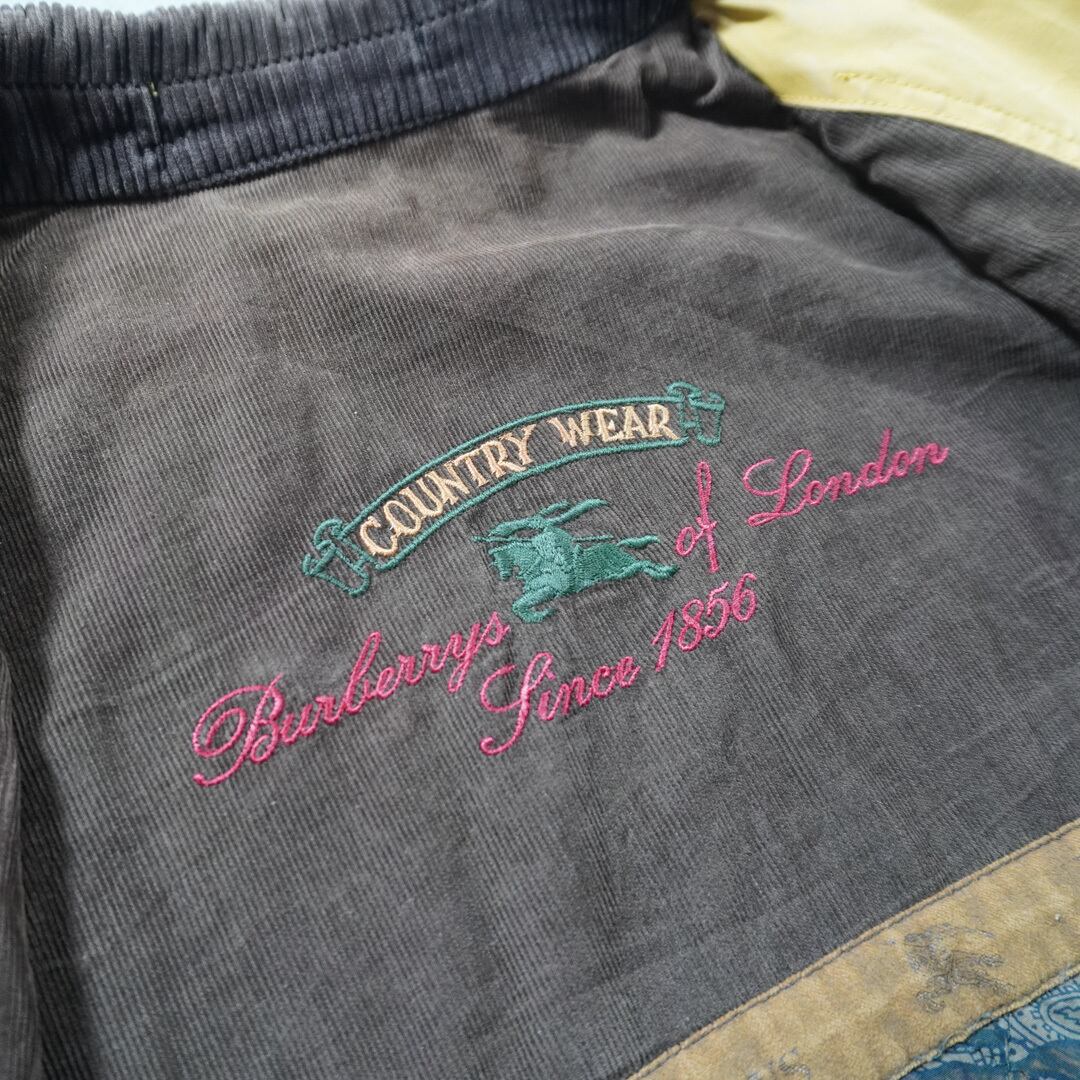 COUNTRY WEAR
Burberrys of London
Since 1856